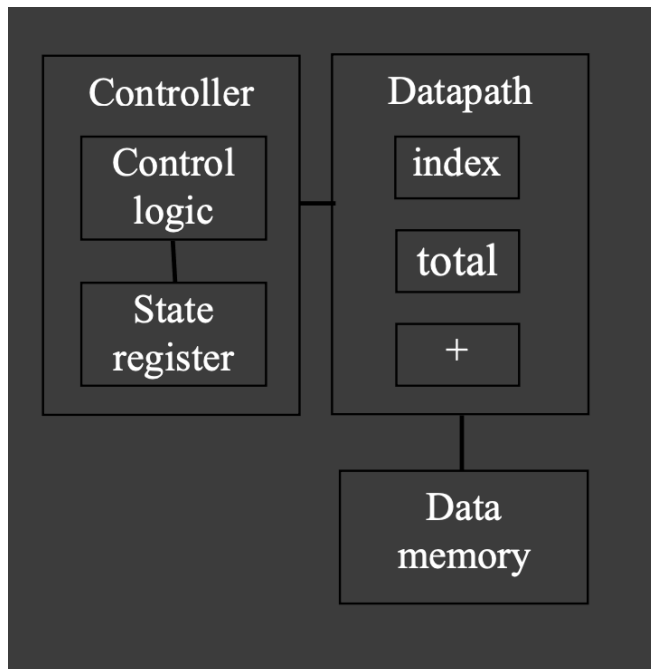 Controller
Control
logic
State
register
Datapath
index
total
+
Data
memory